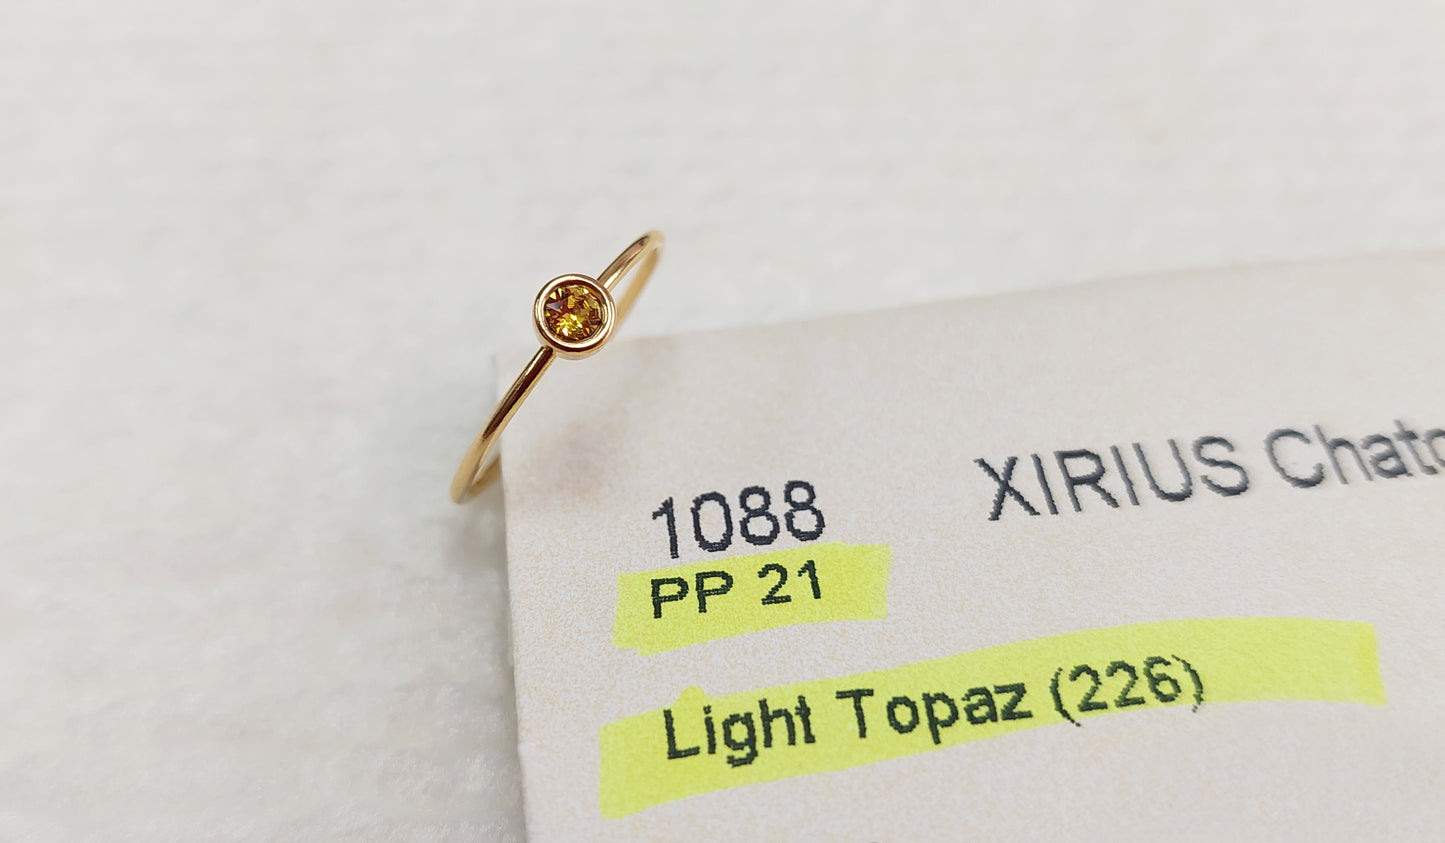 1088 XIRIUS
PP 21
Light Topaz (226)